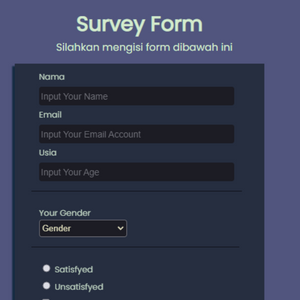 Survey Form
Silahkan mengisi form dibawah ini
Nama
Input Your Name
Email
Input Your Email Account
Usia
Input Your Age
Your Gender
Gender
Satisfyed
Unsatisfyed